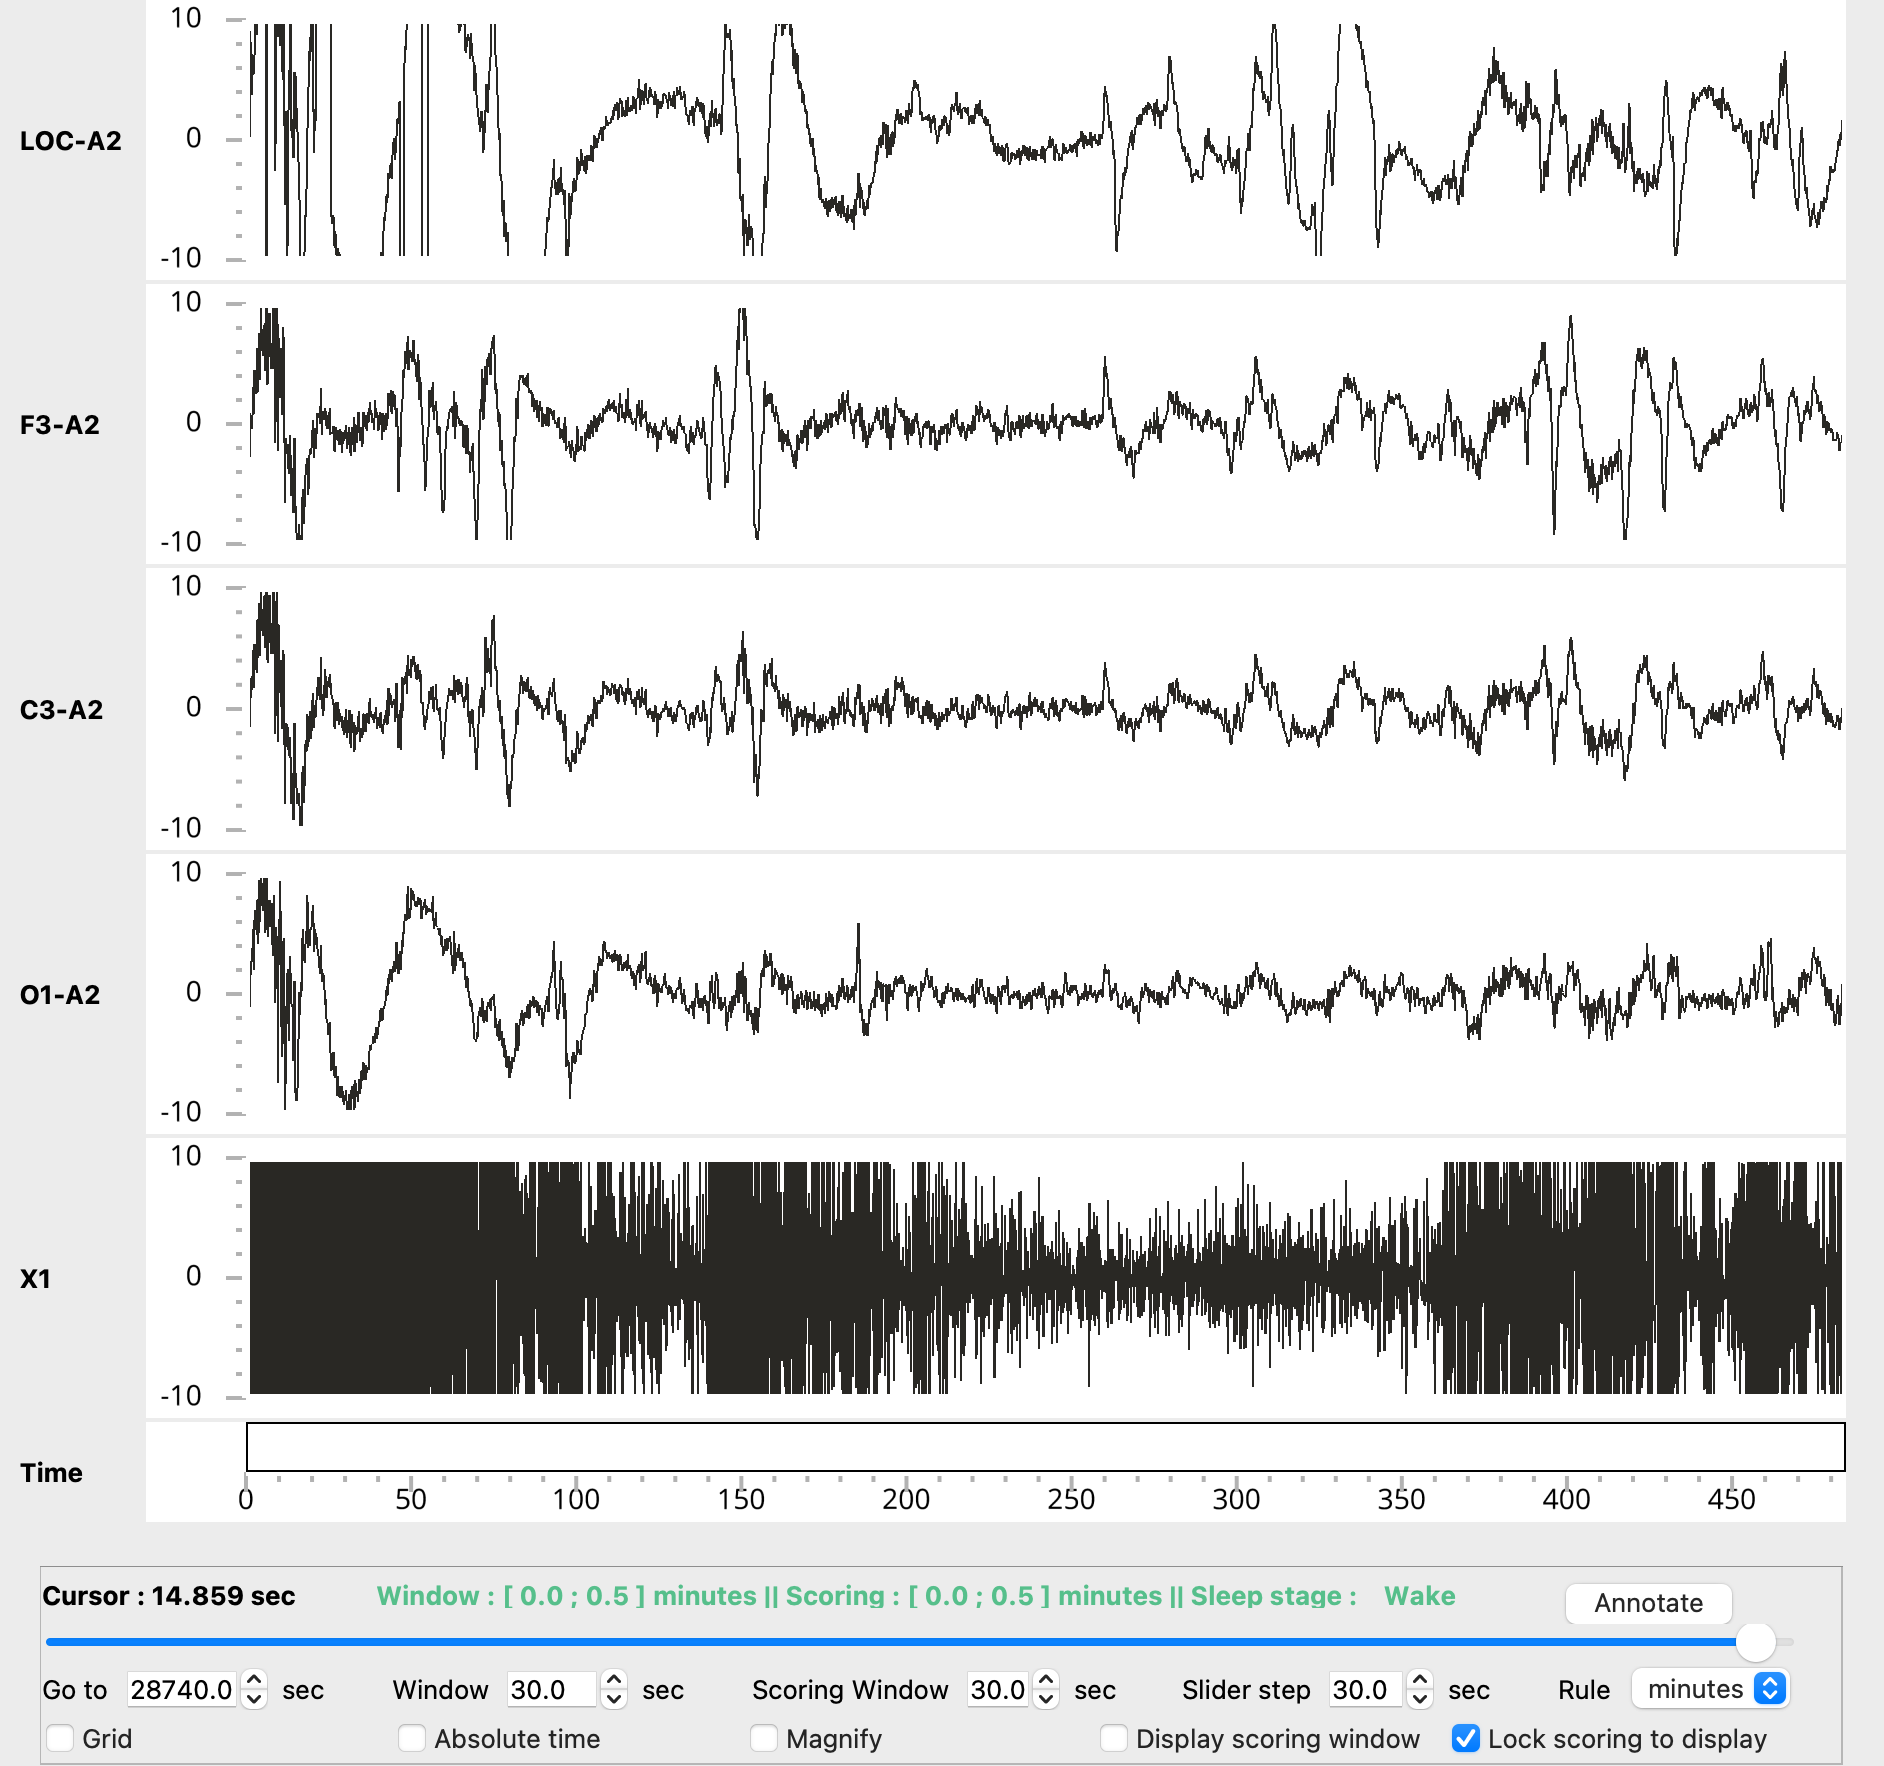 10
LOC-A2
0
-10
10
F3-A2
0
-10
10
C3-A2
0
-10
10
O1-A2
0
-10
10
X1
0
-10
Time
0 50 100 150 200 250 300 350 400 450
Cursor : 14.859 sec Window : [ 0.0 ; 0.5 ] minutes || Scoring : [ 0.0 ; 0.5 ] minutes || Sleep stage : Wake Annotate
Go to 28740.0 sec Window 30.0 sec Scoring Window 30.0 sec Slider step 30.0 sec Rule minutes
Grid Absolute time Magnify Display scoring window Lock scoring to display